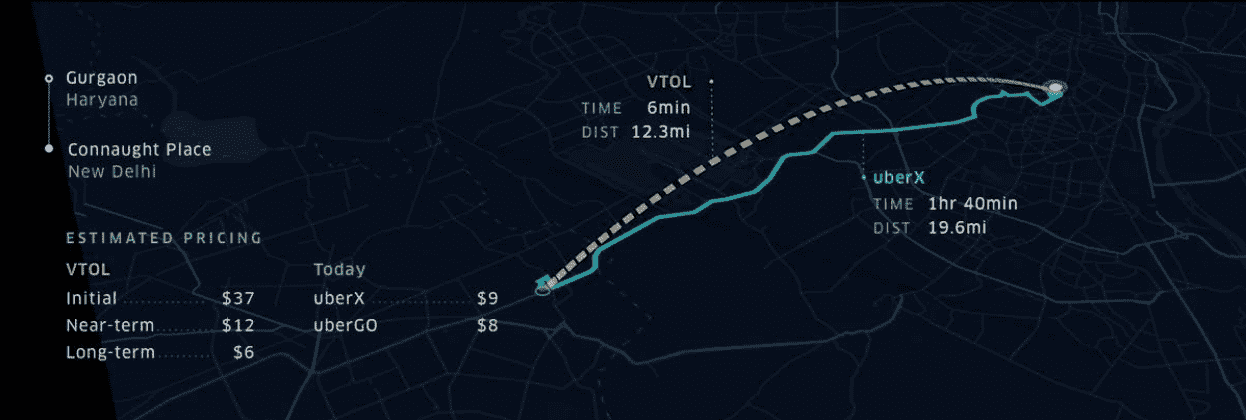 Gurgaon
Haryana
Connaught Place
New Delhi
ESTIMATED PRICING
VTOL Today
Initial $37 uberX $9
Near-term $12 uberGO $8
Long-term $6
VTOL
TIME 6min
DIST 12.3mi
uberX
TIME 1hr 40min
DIST 19.6mi